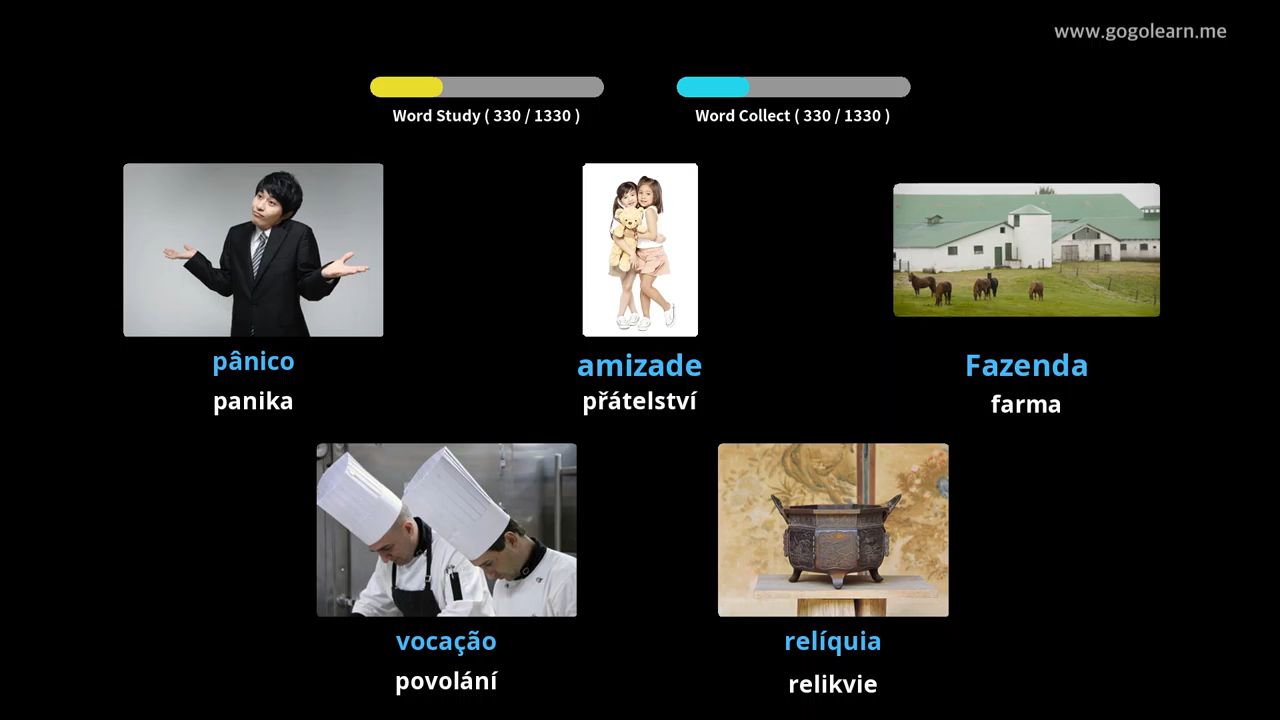 www.gogolearn.me
Word Study ( 330 / 1330 )
Word Collect ( 330 / 1330 )
pânico
panika
amizade
přátelství
Fazenda
farma
vocação
povolání
relíquia
relikvie